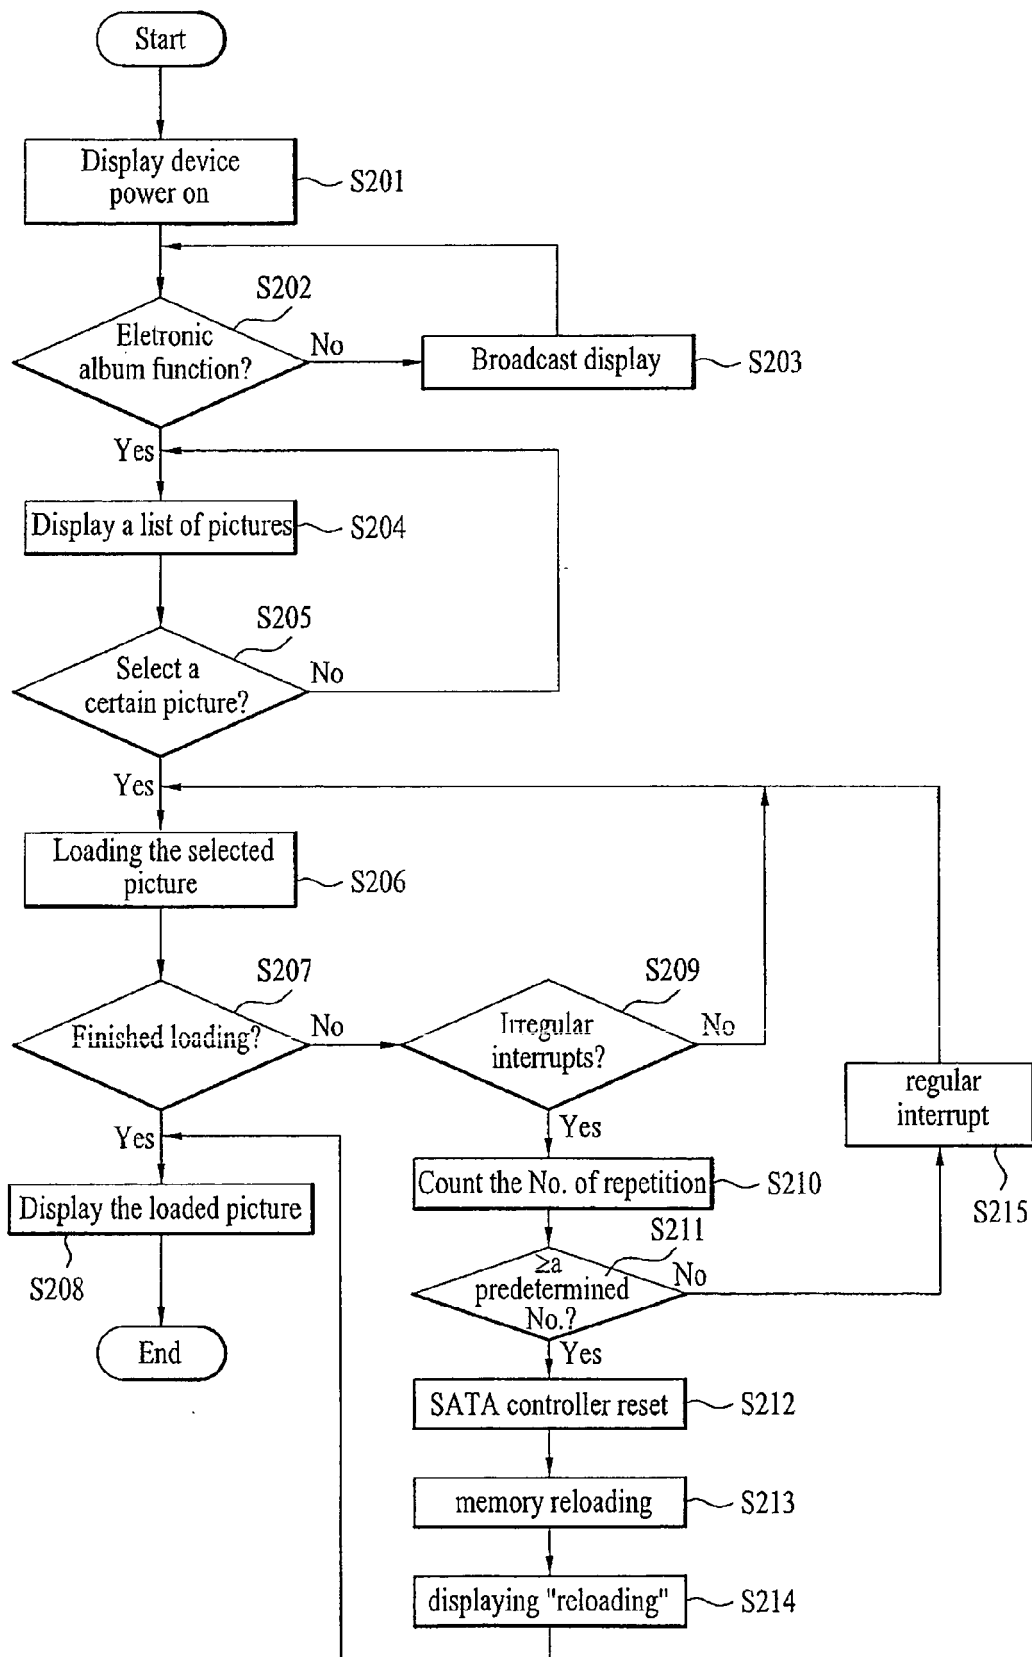 Start
Display device
power on
S201
S202
Eletronic
album function?
No
Broadcast display
S203
Yes
Display a list of pictures
S204
S205
Select a
certain picture?
No
Yes
Loading the selected
picture
S206
S207
Finished loading?
No
S209
Irregular
interrupts?
No
regular
interrupt
S215
Yes
Yes
Display the loaded picture
S208
Count the No. of repetition
S210
S211
≥a
predetermined
No.?
No
End
Yes
SATA controller reset
S212
memory reloading
S213
displaying "reloading"
S214